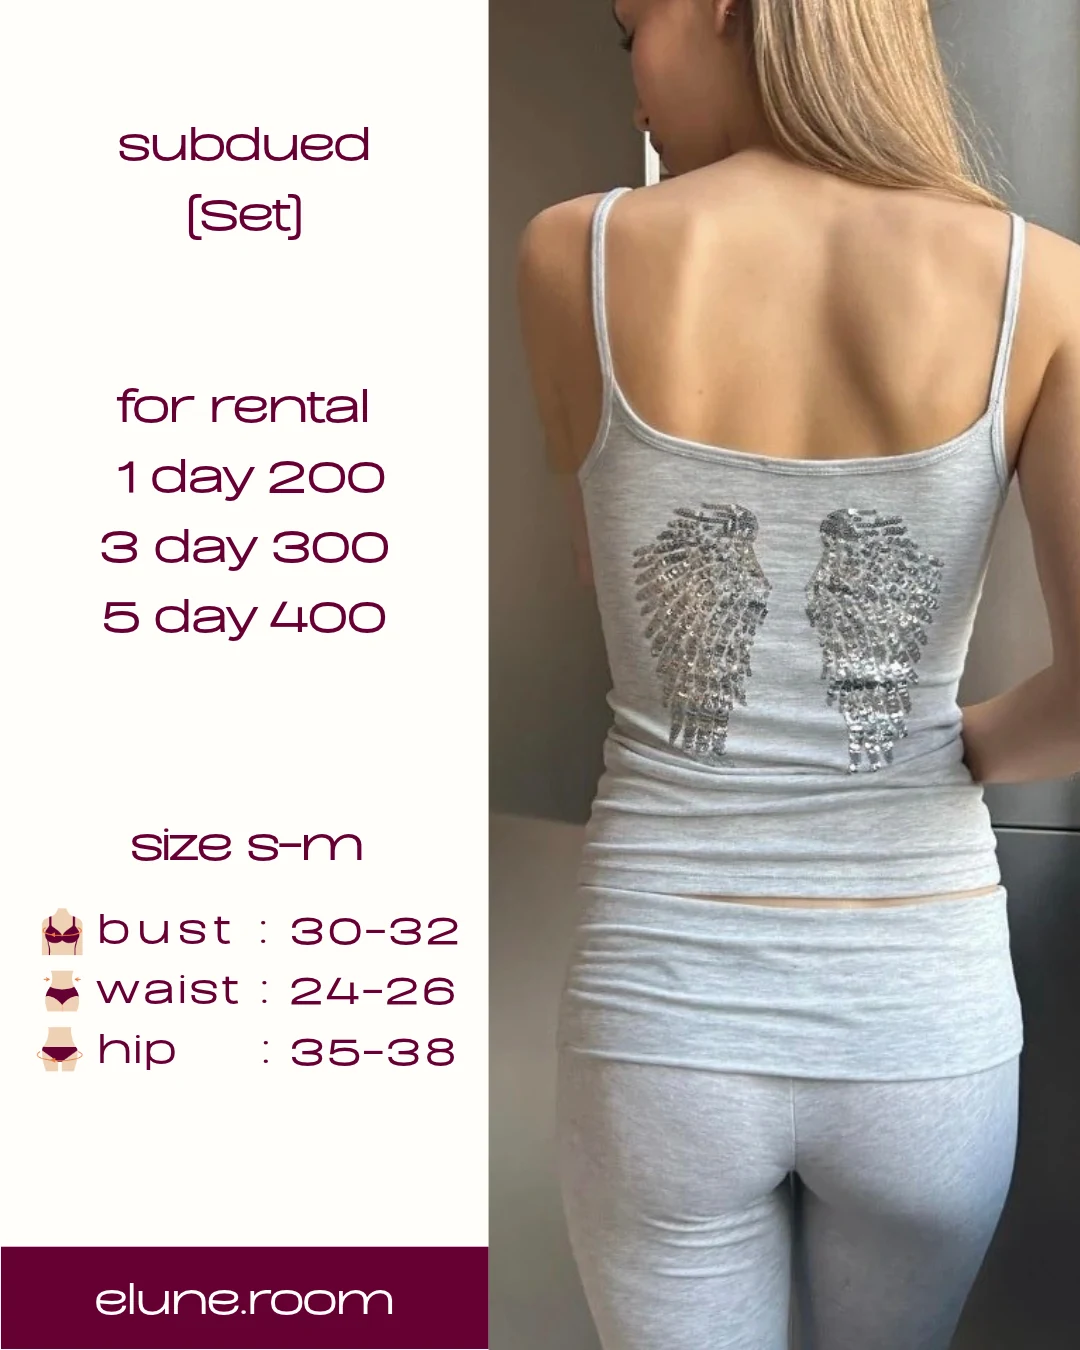 subdued
(Set)
for rental
1 day 200
3 day 300
5 day 400
size s-m
bust : 30-32
waist : 24-26
hip : 35-38
elune.room